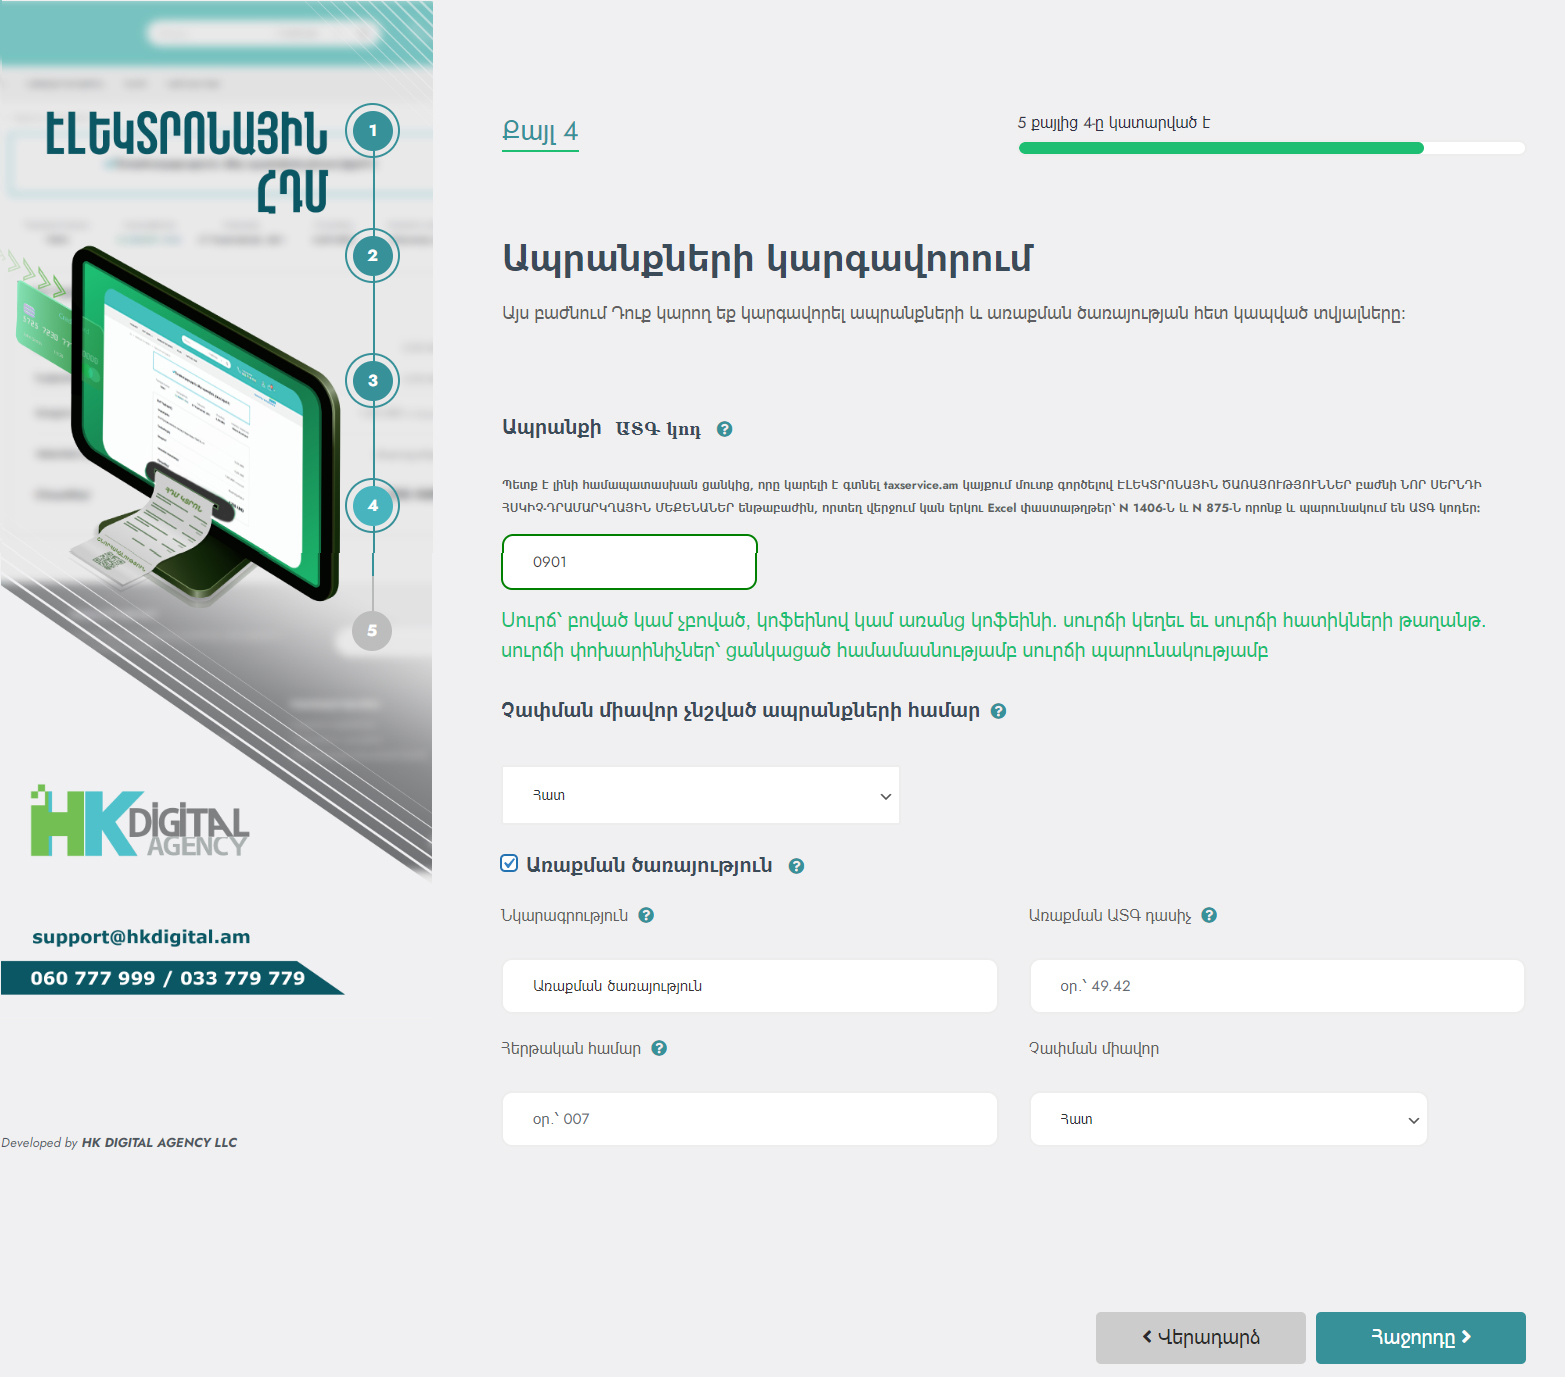 ԷԼԵԿՏՐՈՆԱՅԻՆ
ՀԴՄ
1
2
3
4
5
HK DIGITAL
AGENCY
support@hkdigital.am
060 777 999 / 033 779 779
Developed by HK DIGITAL AGENCY LLC
Քայլ 4
5 քայլից 4-ը կատարված է
Ապրանքների կարգավորում
Այս բաժնում Դուք կարող եք կարգավորել ապրանքների և առաքման ծառայության հետ կապված տվյալները:
Ապրանքի ԱՏԳ կոդ
Պետք է լինի համապատասխան ցանկից, որը կարելի է գտնել taxservice.am կայքում մուտք գործելով ԷԼԵԿՏՐՈՆԱՅԻՆ ԾԱՌԱՅՈՒԹՅՈՒՆՆԵՐ բաժնի ՆՈՐ ՍԵՐՆԴԻ
ՀՍԿԻՉ-ԴՐԱՄԱՐԿՂԱՅԻՆ ՄԵՔԵՆԱՆԵՐ ենթաբաժին, որտեղ վերջում կան երկու Excel փաստաթղթեր՝ N 1406-Ն և N 875-Ն որոնք և պարունակում են ԱՏԳ կոդեր:
0901
Սուրճ՝ բոված կամ չբոված, կոֆեինով կամ առանց կոֆեինի. սուրճի կեղեւ եւ սուրճի հատիկների թաղանթ.
սուրճի փոխարինիչներ՝ ցանկացած համամասնությամբ սուրճի պարունակությամբ
Չափման միավոր չնշված ապրանքների համար
Հատ
Առաքման ծառայություն
Նկարագրություն
Առաքման ԱՏԳ դասիչ
Առաքման ծառայություն
օր.՝ 49.42
Հերթական համար
Չափման միավոր
օր.՝ 007
Հատ
Վերադարձ
Հաջորդը